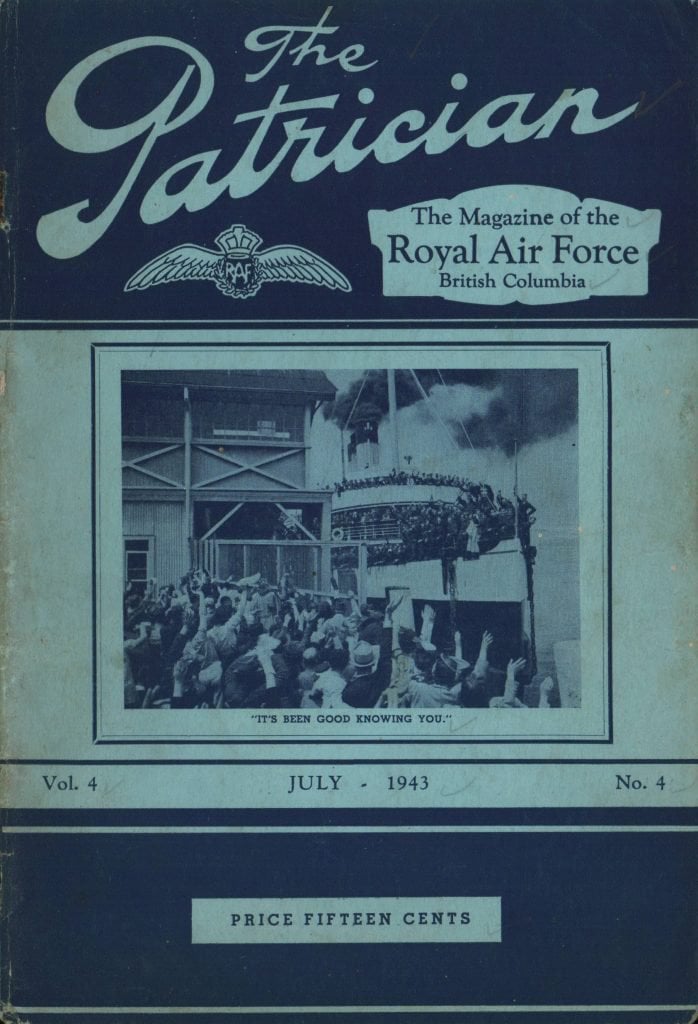 The
Patrician
RAF
The Magazine of the
Royal Air Force
British Columbia
"IT'S BEEN GOOD KNOWING YOU."
Vol. 4 JULY - 1943 No. 4
PRICE FIFTEEN CENTS